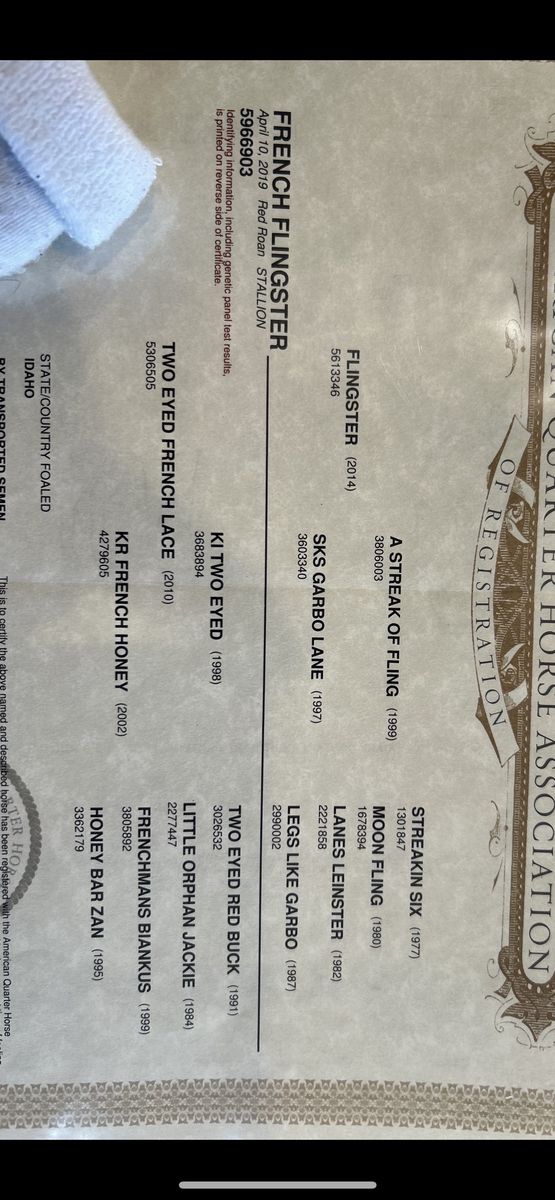 QUARTER HORSE ASSOCIATION
OF REGISTRATION
STREAKIN SIX (1977)
1301847
A STREAK OF FLING (1999)
3806003
MOON FLING (1980)
1678394
FLINGSTER (2014)
5613346
LANES LEINSTER (1982)
2221858
SKS GARBO LANE (1997)
3603340
LEGS LIKE GARBO (1987)
2990002
FRENCH FLINGSTER
April 10, 2019 Red Roan STALLION
5966903
Identifying information, including genetic panel test results,
is printed on reverse side of certificate.
TWO EYED RED BUCK (1991)
3026532
KI TWO EYED (1998)
3683894
LITTLE ORPHAN JACKIE (1984)
2277447
TWO EYED FRENCH LACE (2010)
5306505
FRENCHMANS BIANKUS (1999)
3805892
KR FRENCH HONEY (2002)
4279605
HONEY BAR ZAN (1995)
3362179
STATE/COUNTRY FOALED
IDAHO
TER HOR
BY TRANSPORTED SEMEN
This is to certify the above named and described horse has been registered with the American Quarter Horse